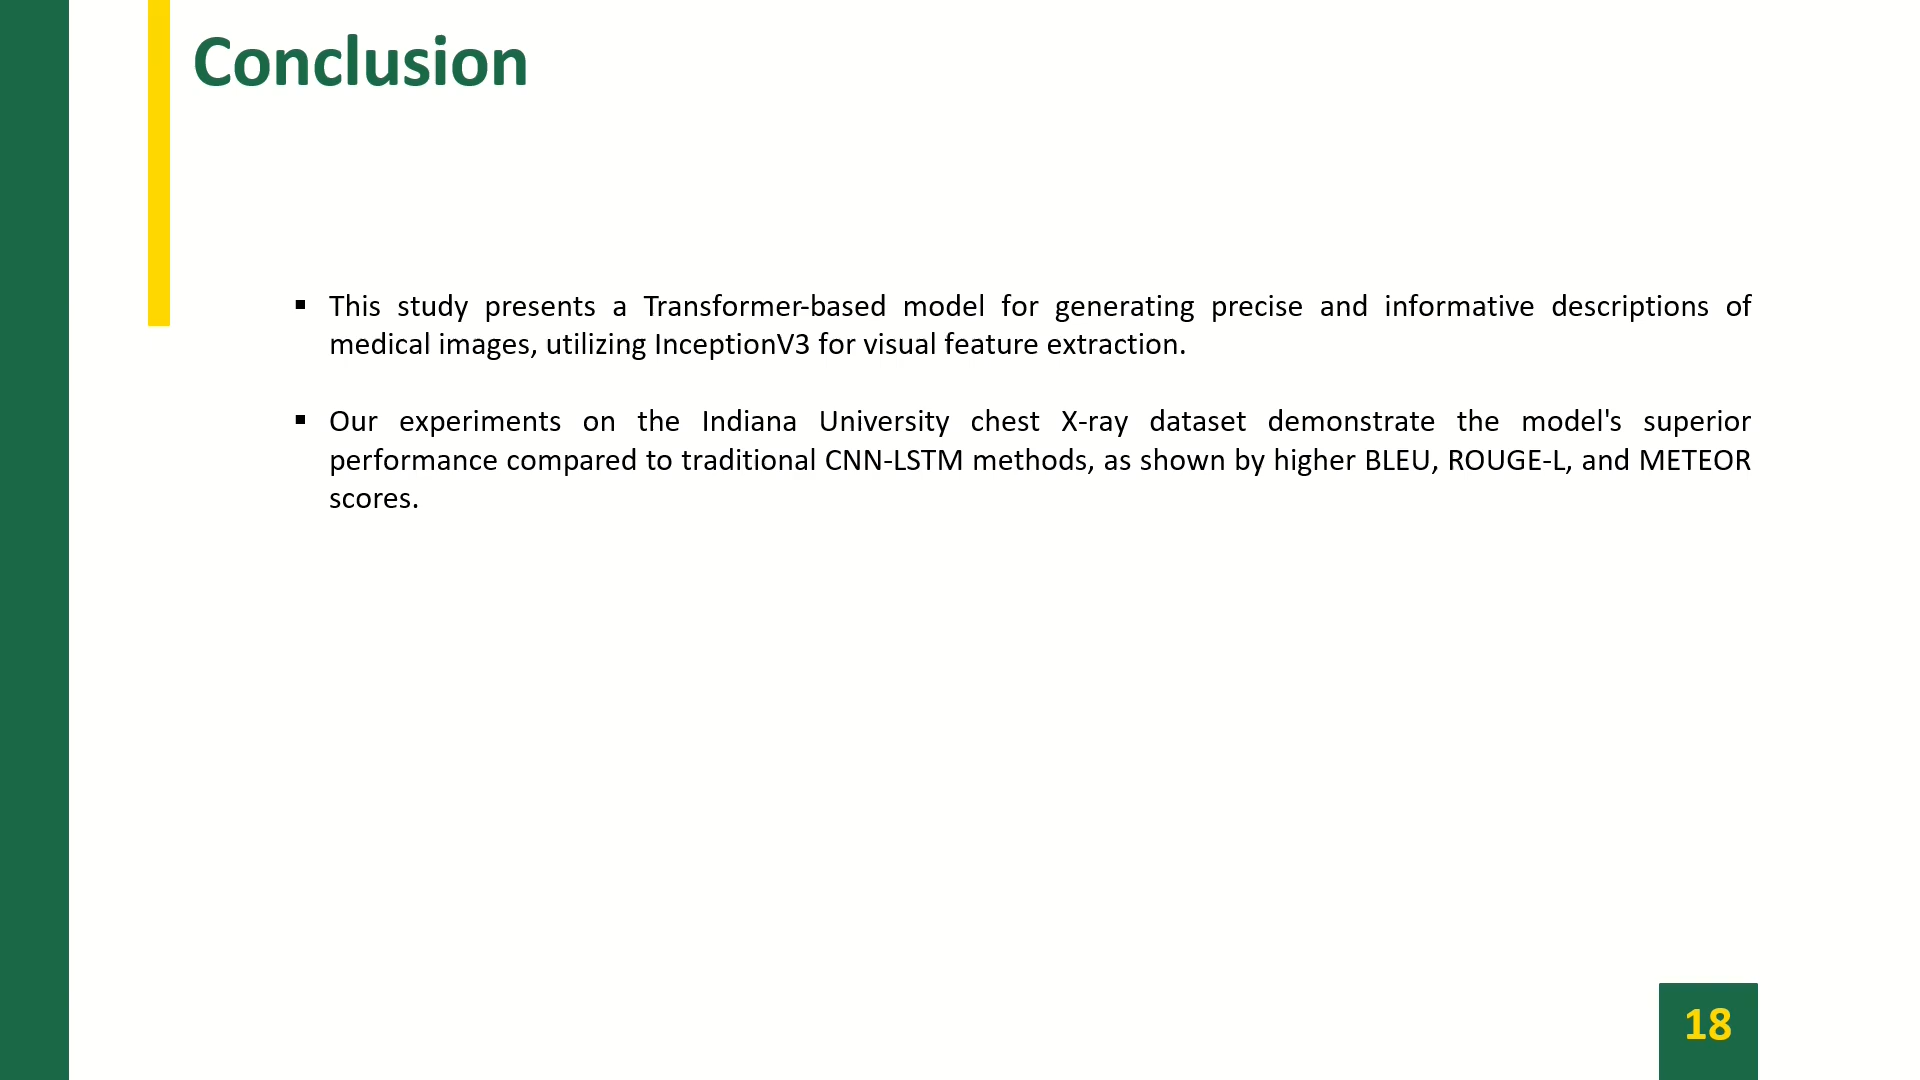 Conclusion
▪ This study presents a Transformer-based model for generating precise and informative descriptions of
medical images, utilizing InceptionV3 for visual feature extraction.
▪ Our experiments on the Indiana University chest X-ray dataset demonstrate the model's superior
performance compared to traditional CNN-LSTM methods, as shown by higher BLEU, ROUGE-L, and METEOR
scores.
18